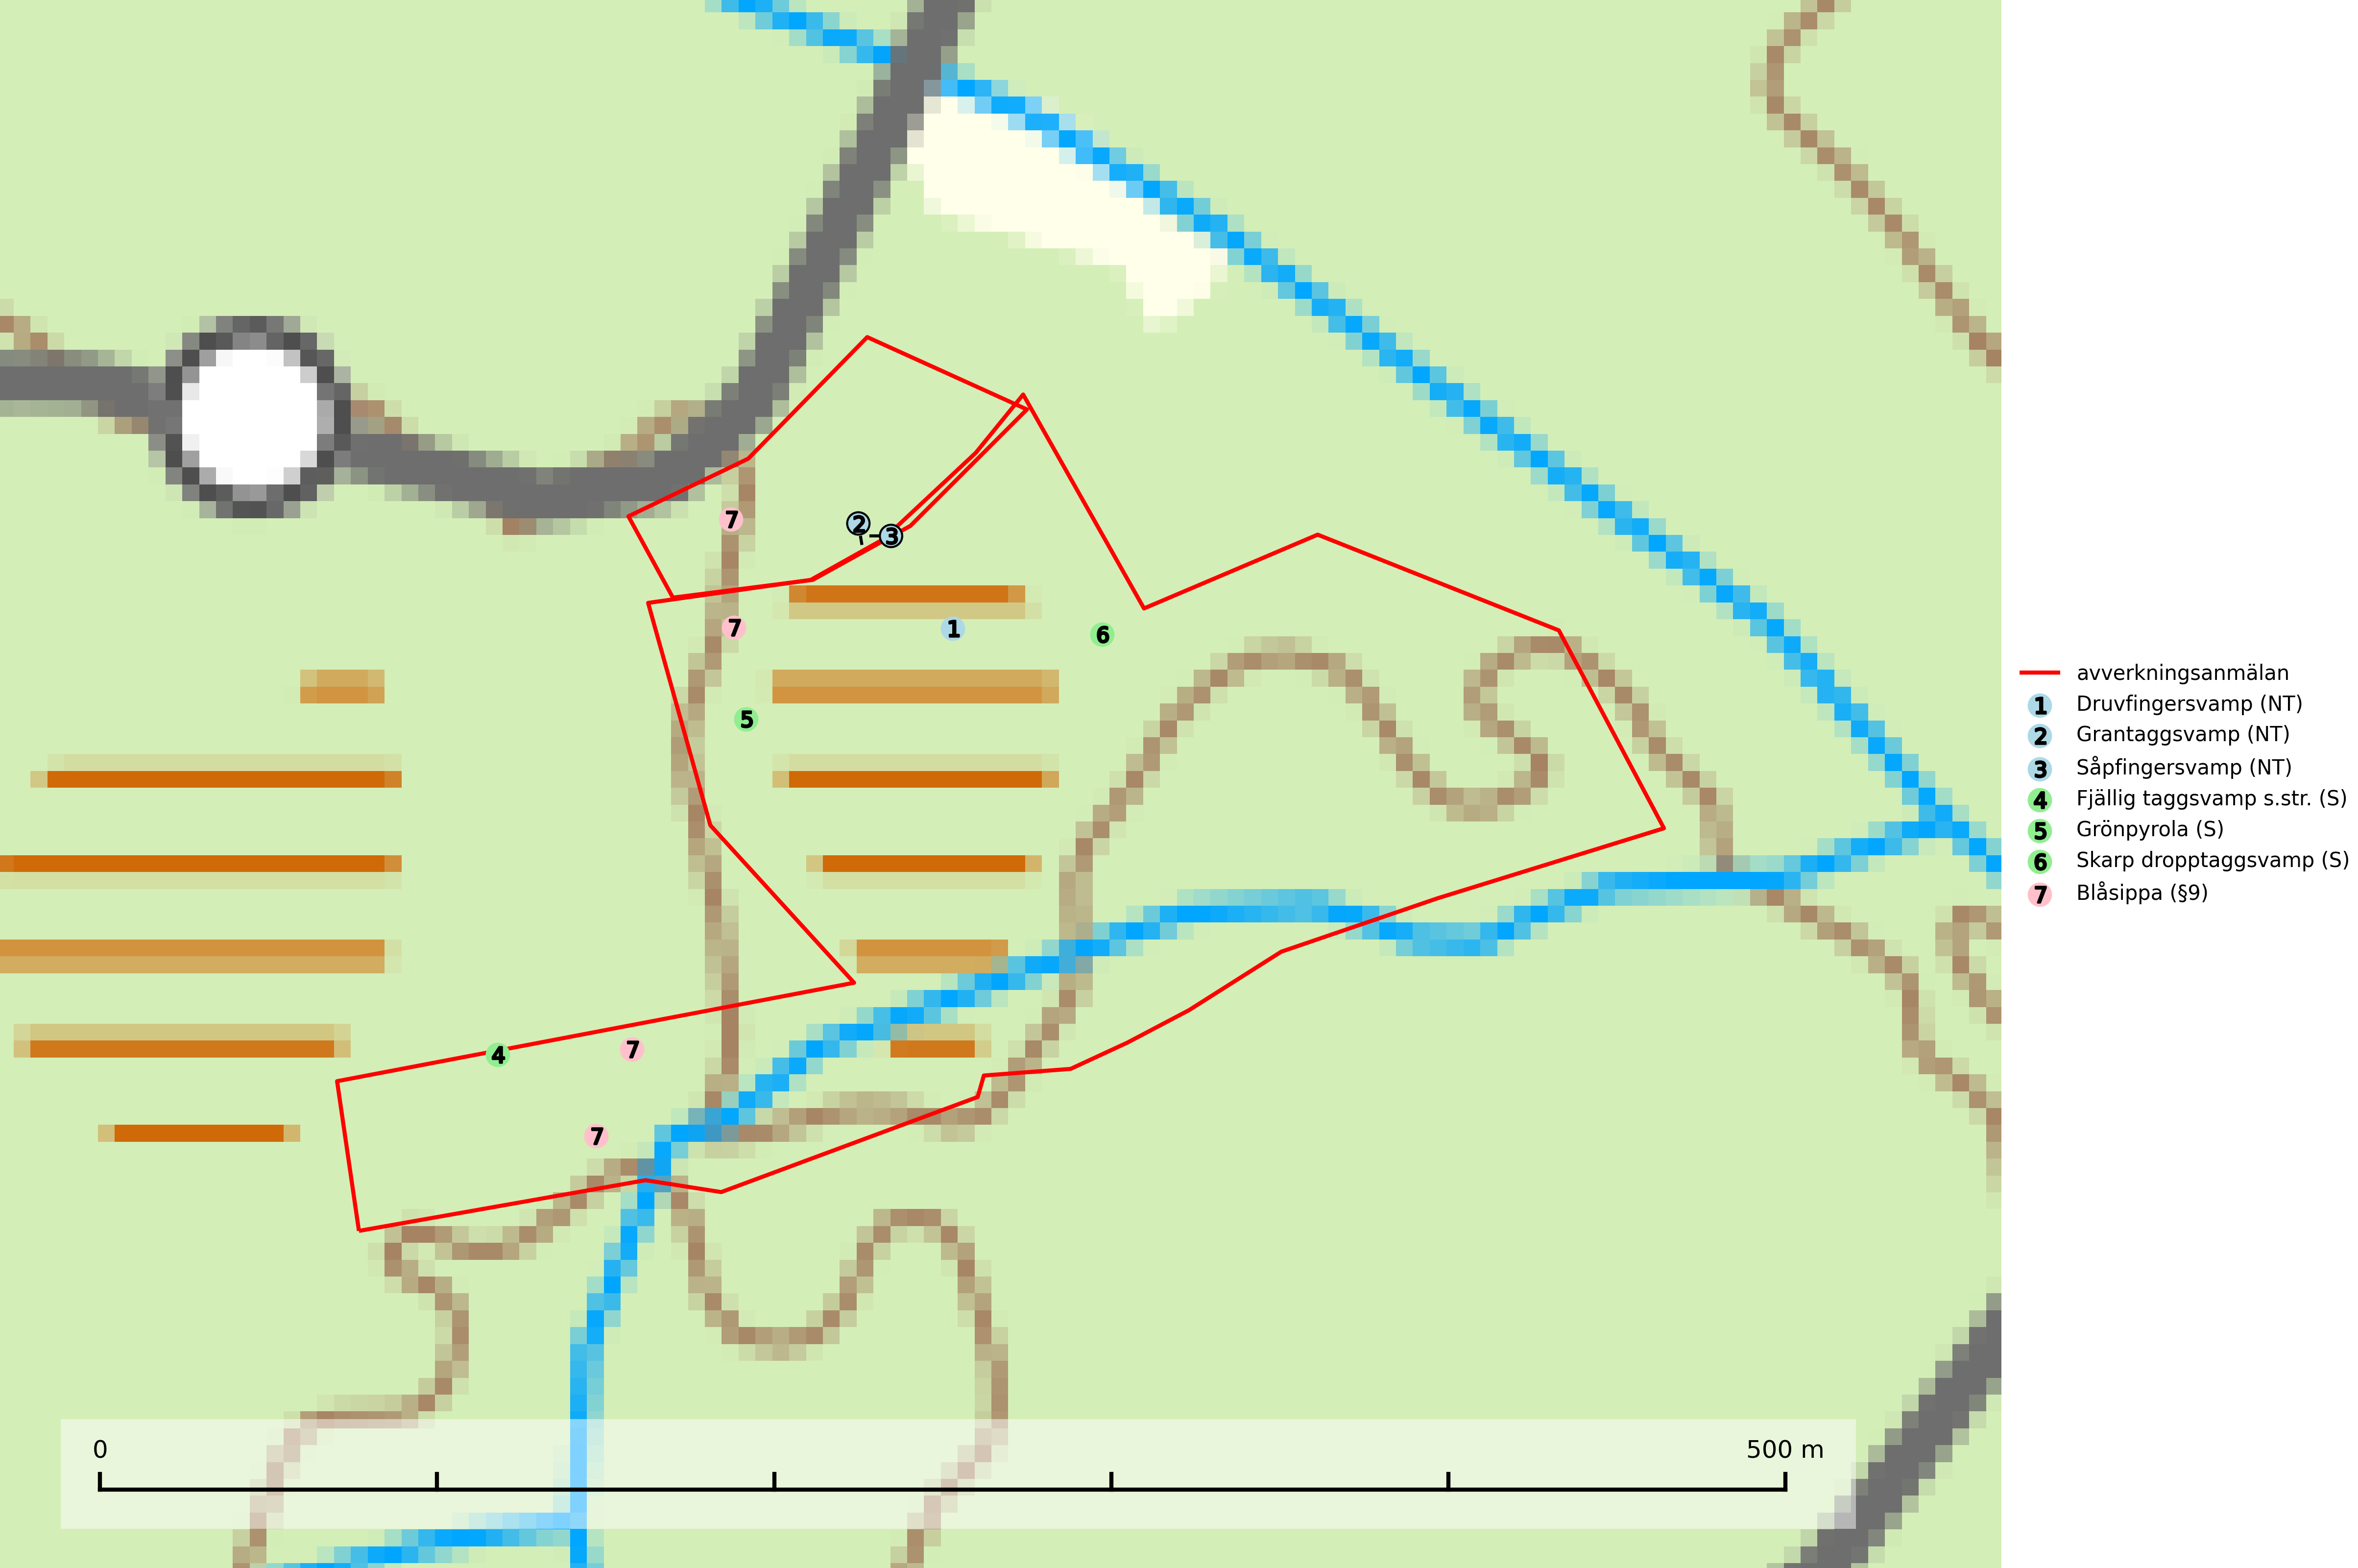 7
2
3
7
1
6
5
4
7
7
avverkningsanmälan
1 Druvfingersvamp (NT)
2 Grantaggsvamp (NT)
3 Såpfingersvamp (NT)
4 Fjällig taggsvamp s.str. (S)
5 Grönpyrola (S)
6 Skarp dropptaggsvamp (S)
7 Blåsippa (§9)
0 500 m